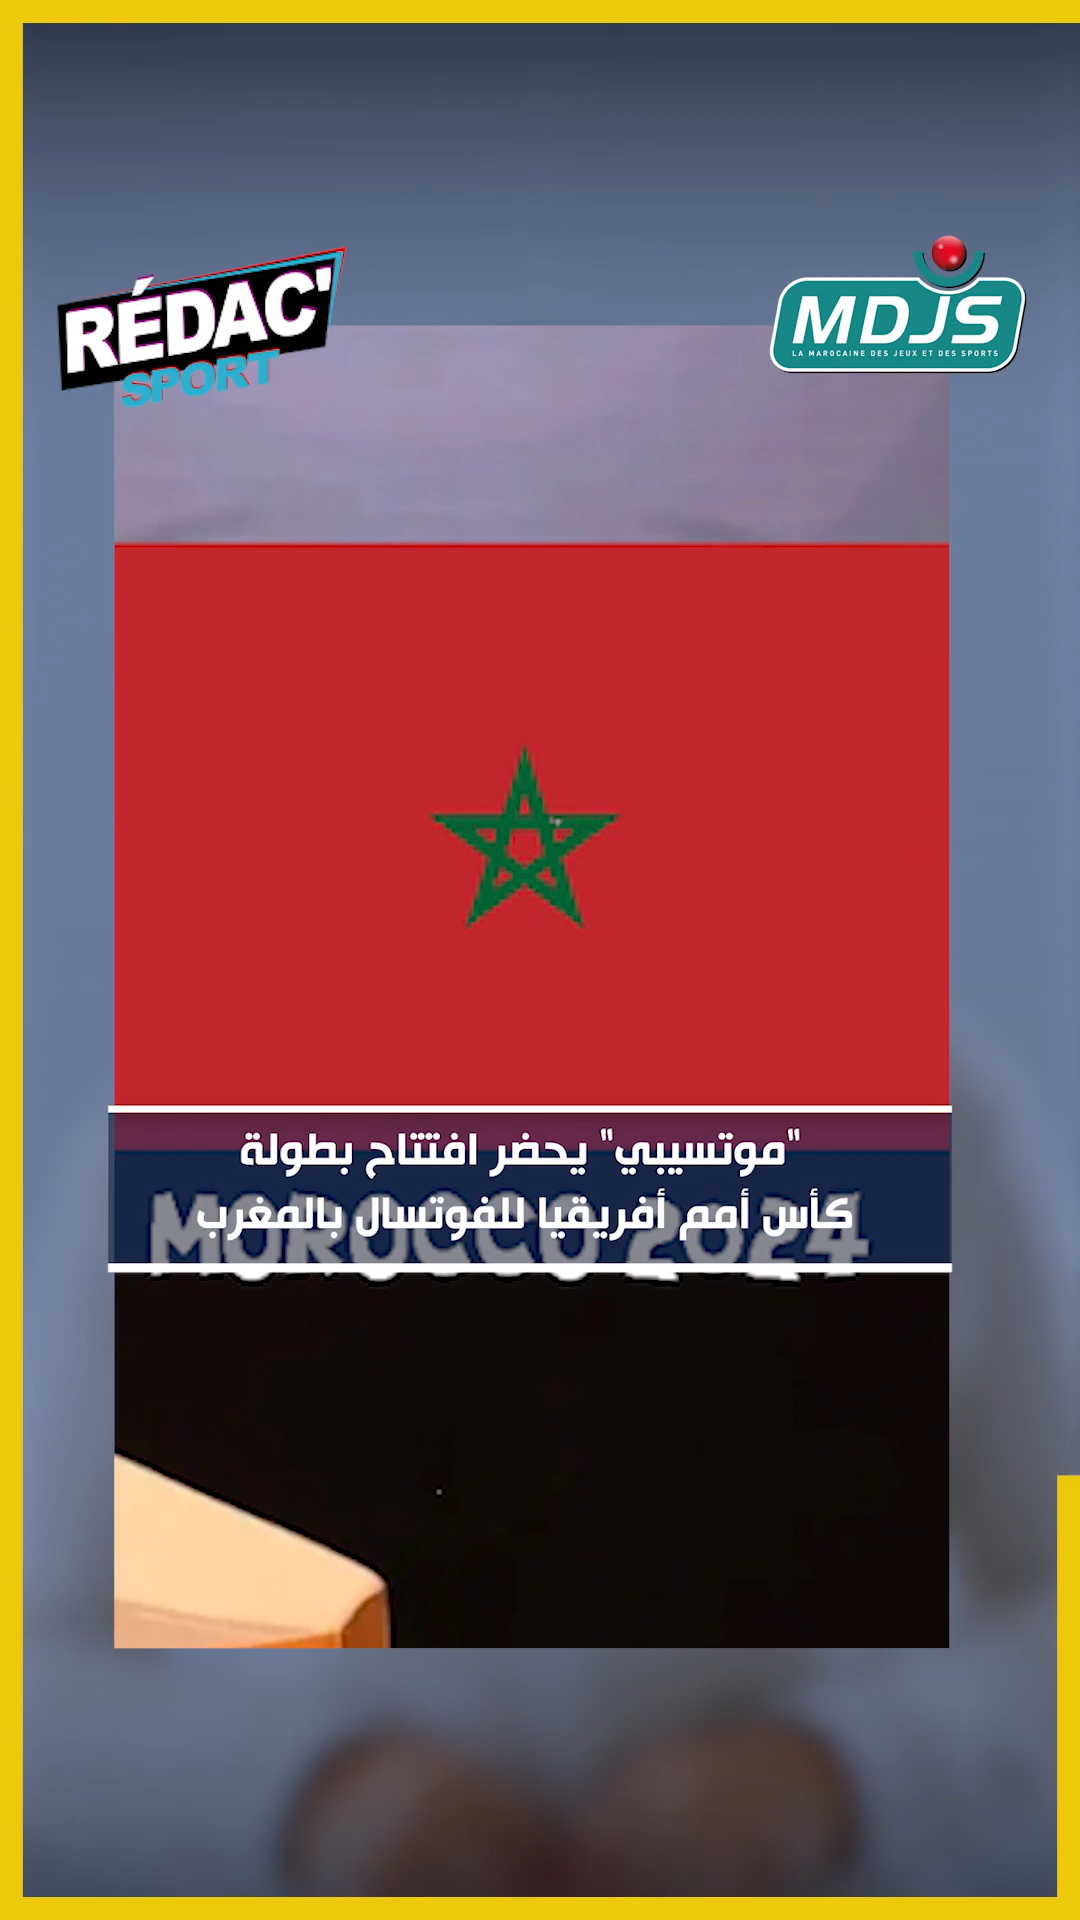 RÉDAC'
SPORT
MDJS
LA MAROCAINE DES JEUX ET DES SPORTS
"موتسيبي" يحضر افتتاح بطولة
كأس أمم أفريقيا للفوتسال بالمغرب
MOROCCO 2024